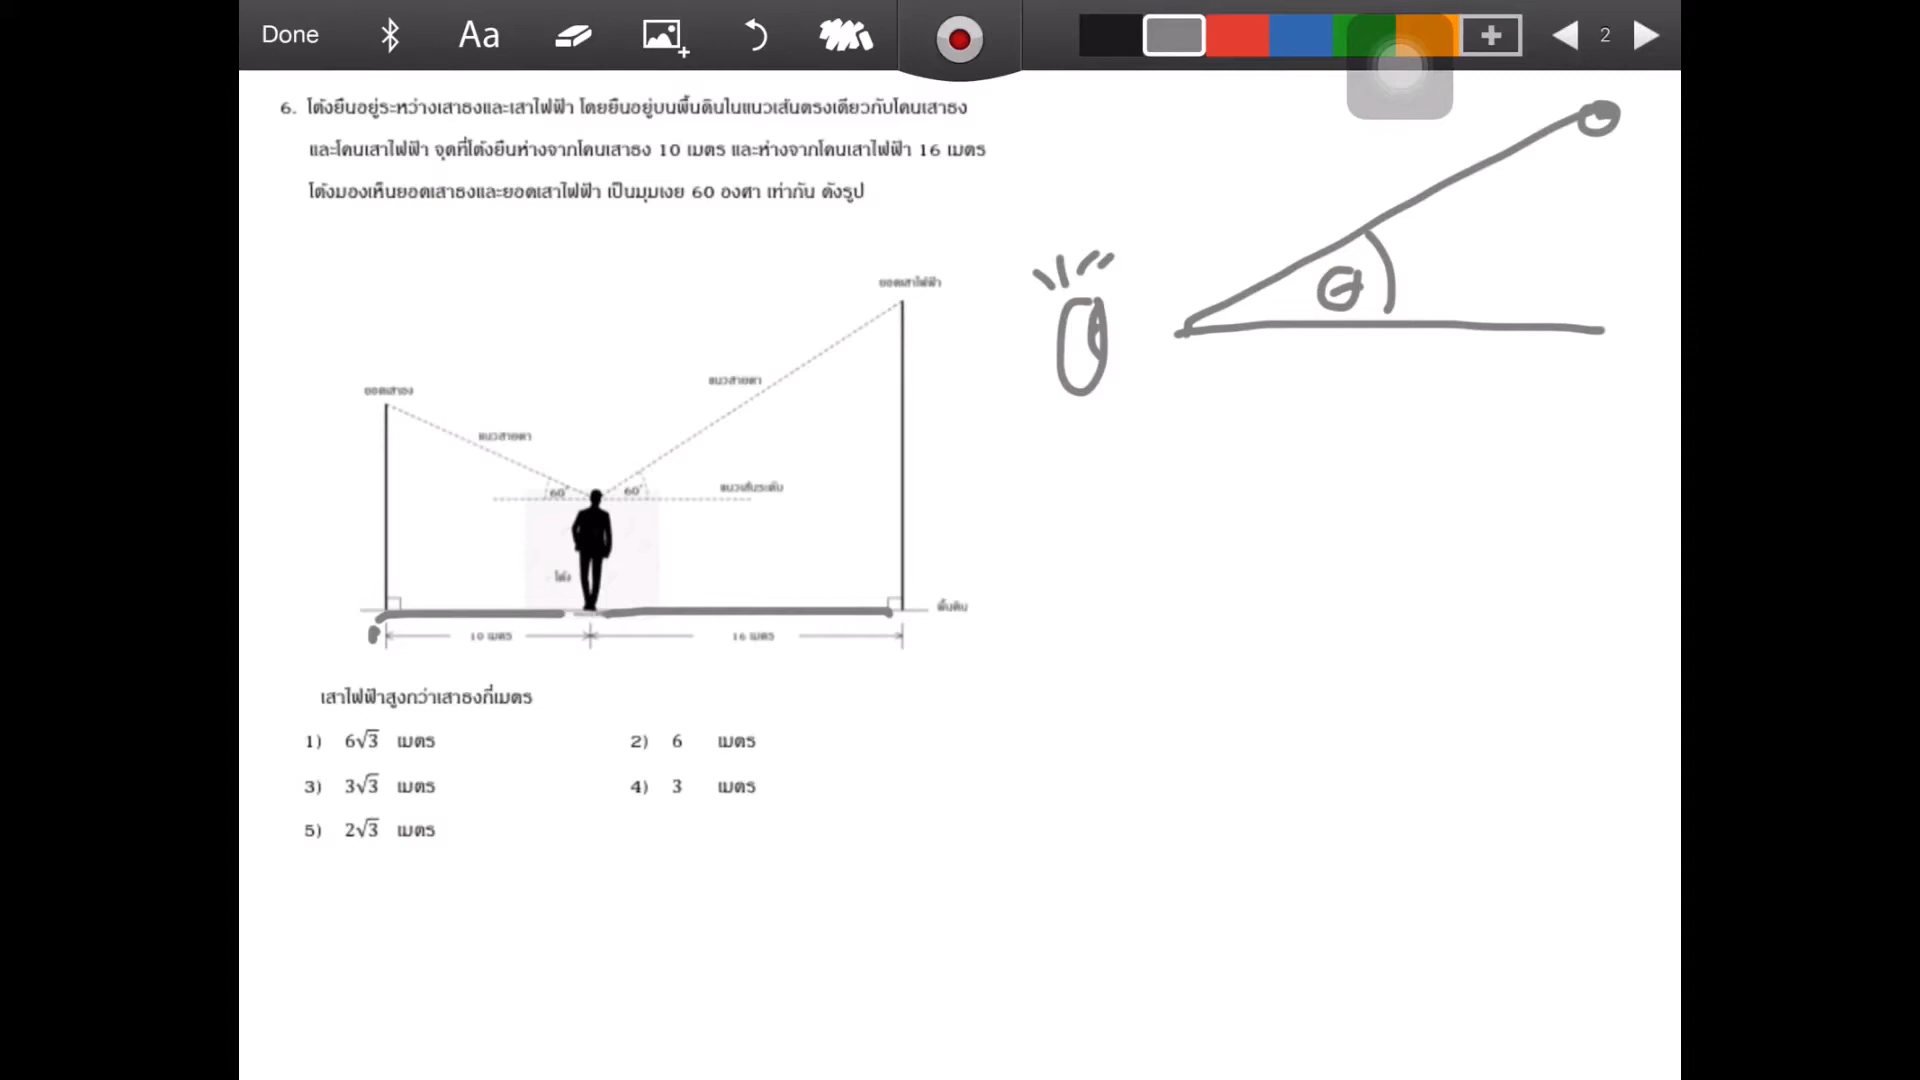 Done
Aa
2
6. โต้งยืนอยู่ระหว่างเสาธงและเสาไฟฟ้า โดยยืนอยู่บนพื้นดินในแนวเส้นตรงเดียวกับโคนเสาธง
และโคนเสาไฟฟ้า จุดที่โต้งยืนห่างจากโคนเสาธง 10 เมตร และห่างจากโคนเสาไฟฟ้า 16 เมตร
โต้งมองเห็นยอดเสาธงและยอดเสาไฟฟ้า เป็นมุมเงย 60 องศา เท่ากัน ดังรูป
ยอดเสาไฟฟ้า
θ
แนวสายตา
ยอดเสาธง
แนวสายตา
60° 60°
แนวเส้นระดับ
โต้ง
พื้นดิน
10 เมตร 16 เมตร
เสาไฟฟ้าสูงกว่าเสาธงกี่เมตร
1) 6√3 เมตร 2) 6 เมตร
3) 3√3 เมตร 4) 3 เมตร
5) 2√3 เมตร